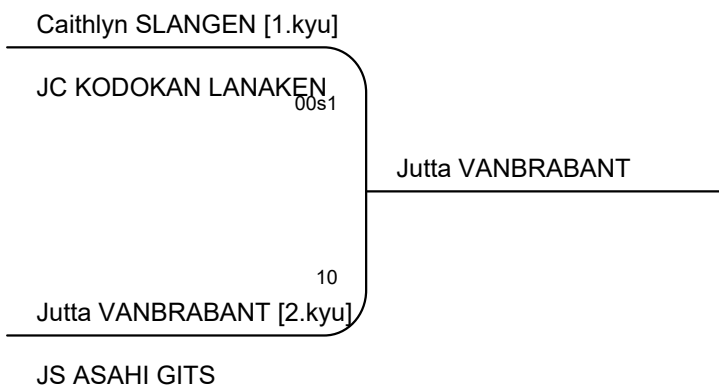 Caithlyn SLANGEN [1.kyu]
JC KODOKAN LANAKEN
00s1
Jutta VANBRABANT
10
Jutta VANBRABANT [2.kyu]
JS ASAHI GITS